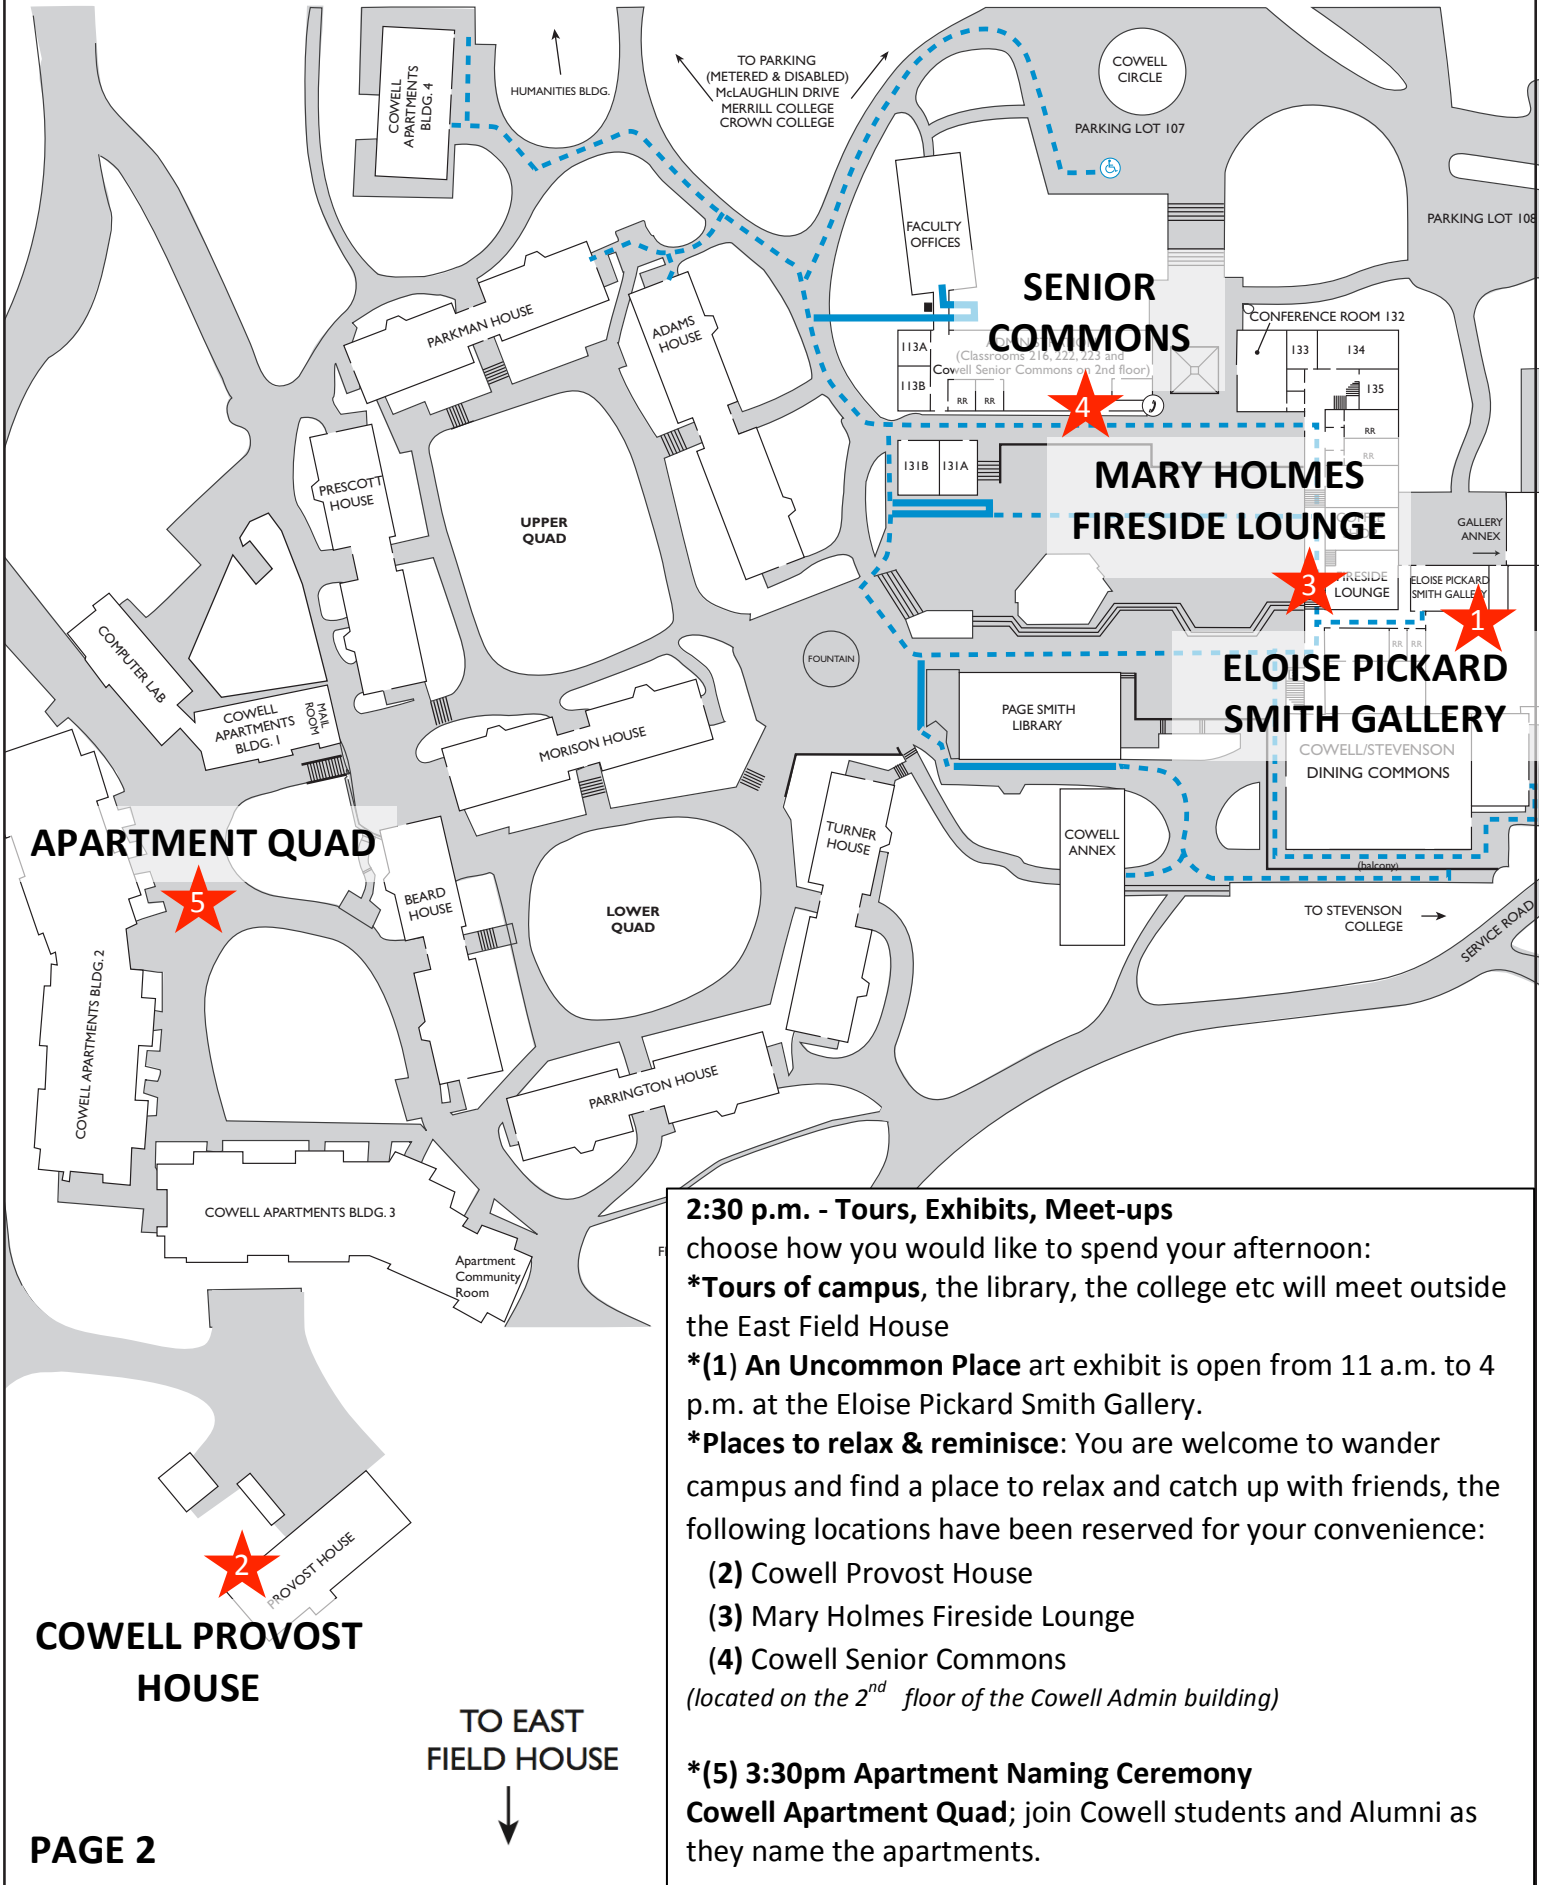 COWELL
APARTMENTS
BLDG. 4
HUMANITIES BLDG.
TO PARKING
(METERED & DISABLED)
McLAUGHLIN DRIVE
MERRILL COLLEGE
CROWN COLLEGE
COWELL
CIRCLE
PARKING LOT 107
PARKING LOT 108
FACULTY
OFFICES
SENIOR
COMMONS
(Classrooms 216, 222, 223 and
Cowell Senior Commons on 2nd floor)
113A
113B
RR
RR
4
CONFERENCE ROOM 132
133
134
135
RR
RR
PARKMAN HOUSE
ADAMS
HOUSE
131B
131A
MARY HOLMES
FIRESIDE LOUNGE
GALLERY
ANNEX
3
FIRESIDE
LOUNGE
ELOISE PICKARD
SMITH GALLERY
1
RR
RR
ELOISE PICKARD
SMITH GALLERY
PRESCOTT
HOUSE
UPPER
QUAD
COMPUTER LAB
COWELL
APARTMENTS
BLDG. 1
MAIL
ROOM
FOUNTAIN
MORISON HOUSE
PAGE SMITH
LIBRARY
COWELL/STEVENSON
DINING COMMONS
(balcony)
APARTMENT QUAD
5
BEARD
HOUSE
LOWER
QUAD
TURNER
HOUSE
COWELL
ANNEX
TO STEVENSON
COLLEGE
SERVICE ROAD
COWELL APARTMENTS BLDG. 2
PARRINGTON HOUSE
COWELL APARTMENTS BLDG. 3
Apartment
Community
Room
2
PROVOST HOUSE
COWELL PROVOST
HOUSE
TO EAST
FIELD HOUSE
PAGE 2
2:30 p.m. - Tours, Exhibits, Meet-ups
choose how you would like to spend your afternoon:
*Tours of campus, the library, the college etc will meet outside
the East Field House
*(1) An Uncommon Place art exhibit is open from 11 a.m. to 4
p.m. at the Eloise Pickard Smith Gallery.
*Places to relax & reminisce: You are welcome to wander
campus and find a place to relax and catch up with friends, the
following locations have been reserved for your convenience:
(2) Cowell Provost House
(3) Mary Holmes Fireside Lounge
(4) Cowell Senior Commons
(located on the 2nd floor of the Cowell Admin building)
*(5) 3:30pm Apartment Naming Ceremony
Cowell Apartment Quad; join Cowell students and Alumni as
they name the apartments.